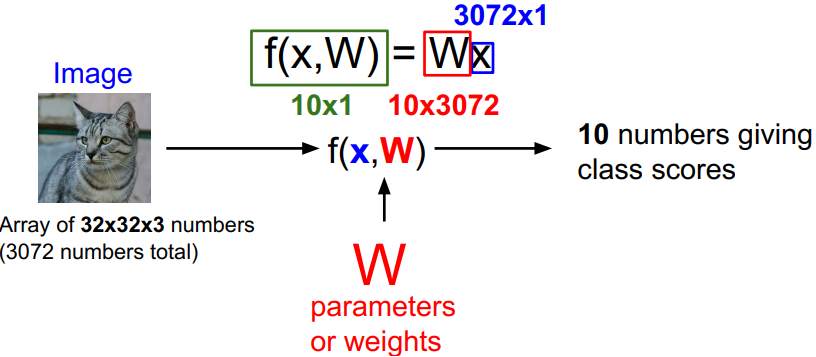 3072x1
f(x,W) = Wx
Image
10x1 10x3072
f(x,W)
10 numbers giving
class scores
Array of 32x32x3 numbers
(3072 numbers total)
W
parameters
or weights